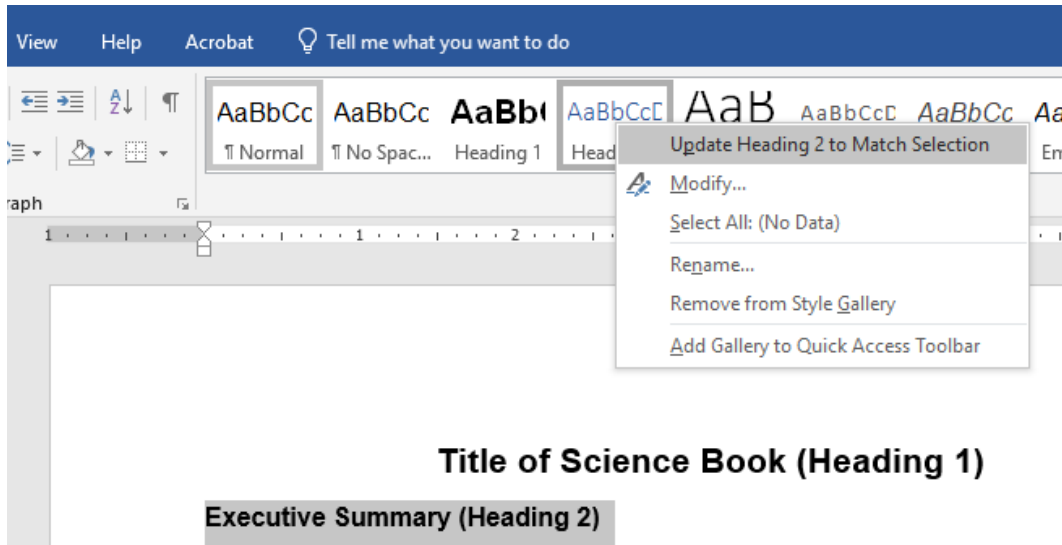 View Help Acrobat Tell me what you want to do
AaBbCc AaBbCc AaBb( AaBbCcD AaB AaBbCcD AaBbCc Aa
¶ Normal ¶ No Spac... Heading 1 Head Em
raph
1 1 2
Update Heading 2 to Match Selection
Modify...
Select All: (No Data)
Rename...
Remove from Style Gallery
Add Gallery to Quick Access Toolbar
Title of Science Book (Heading 1)
Executive Summary (Heading 2)